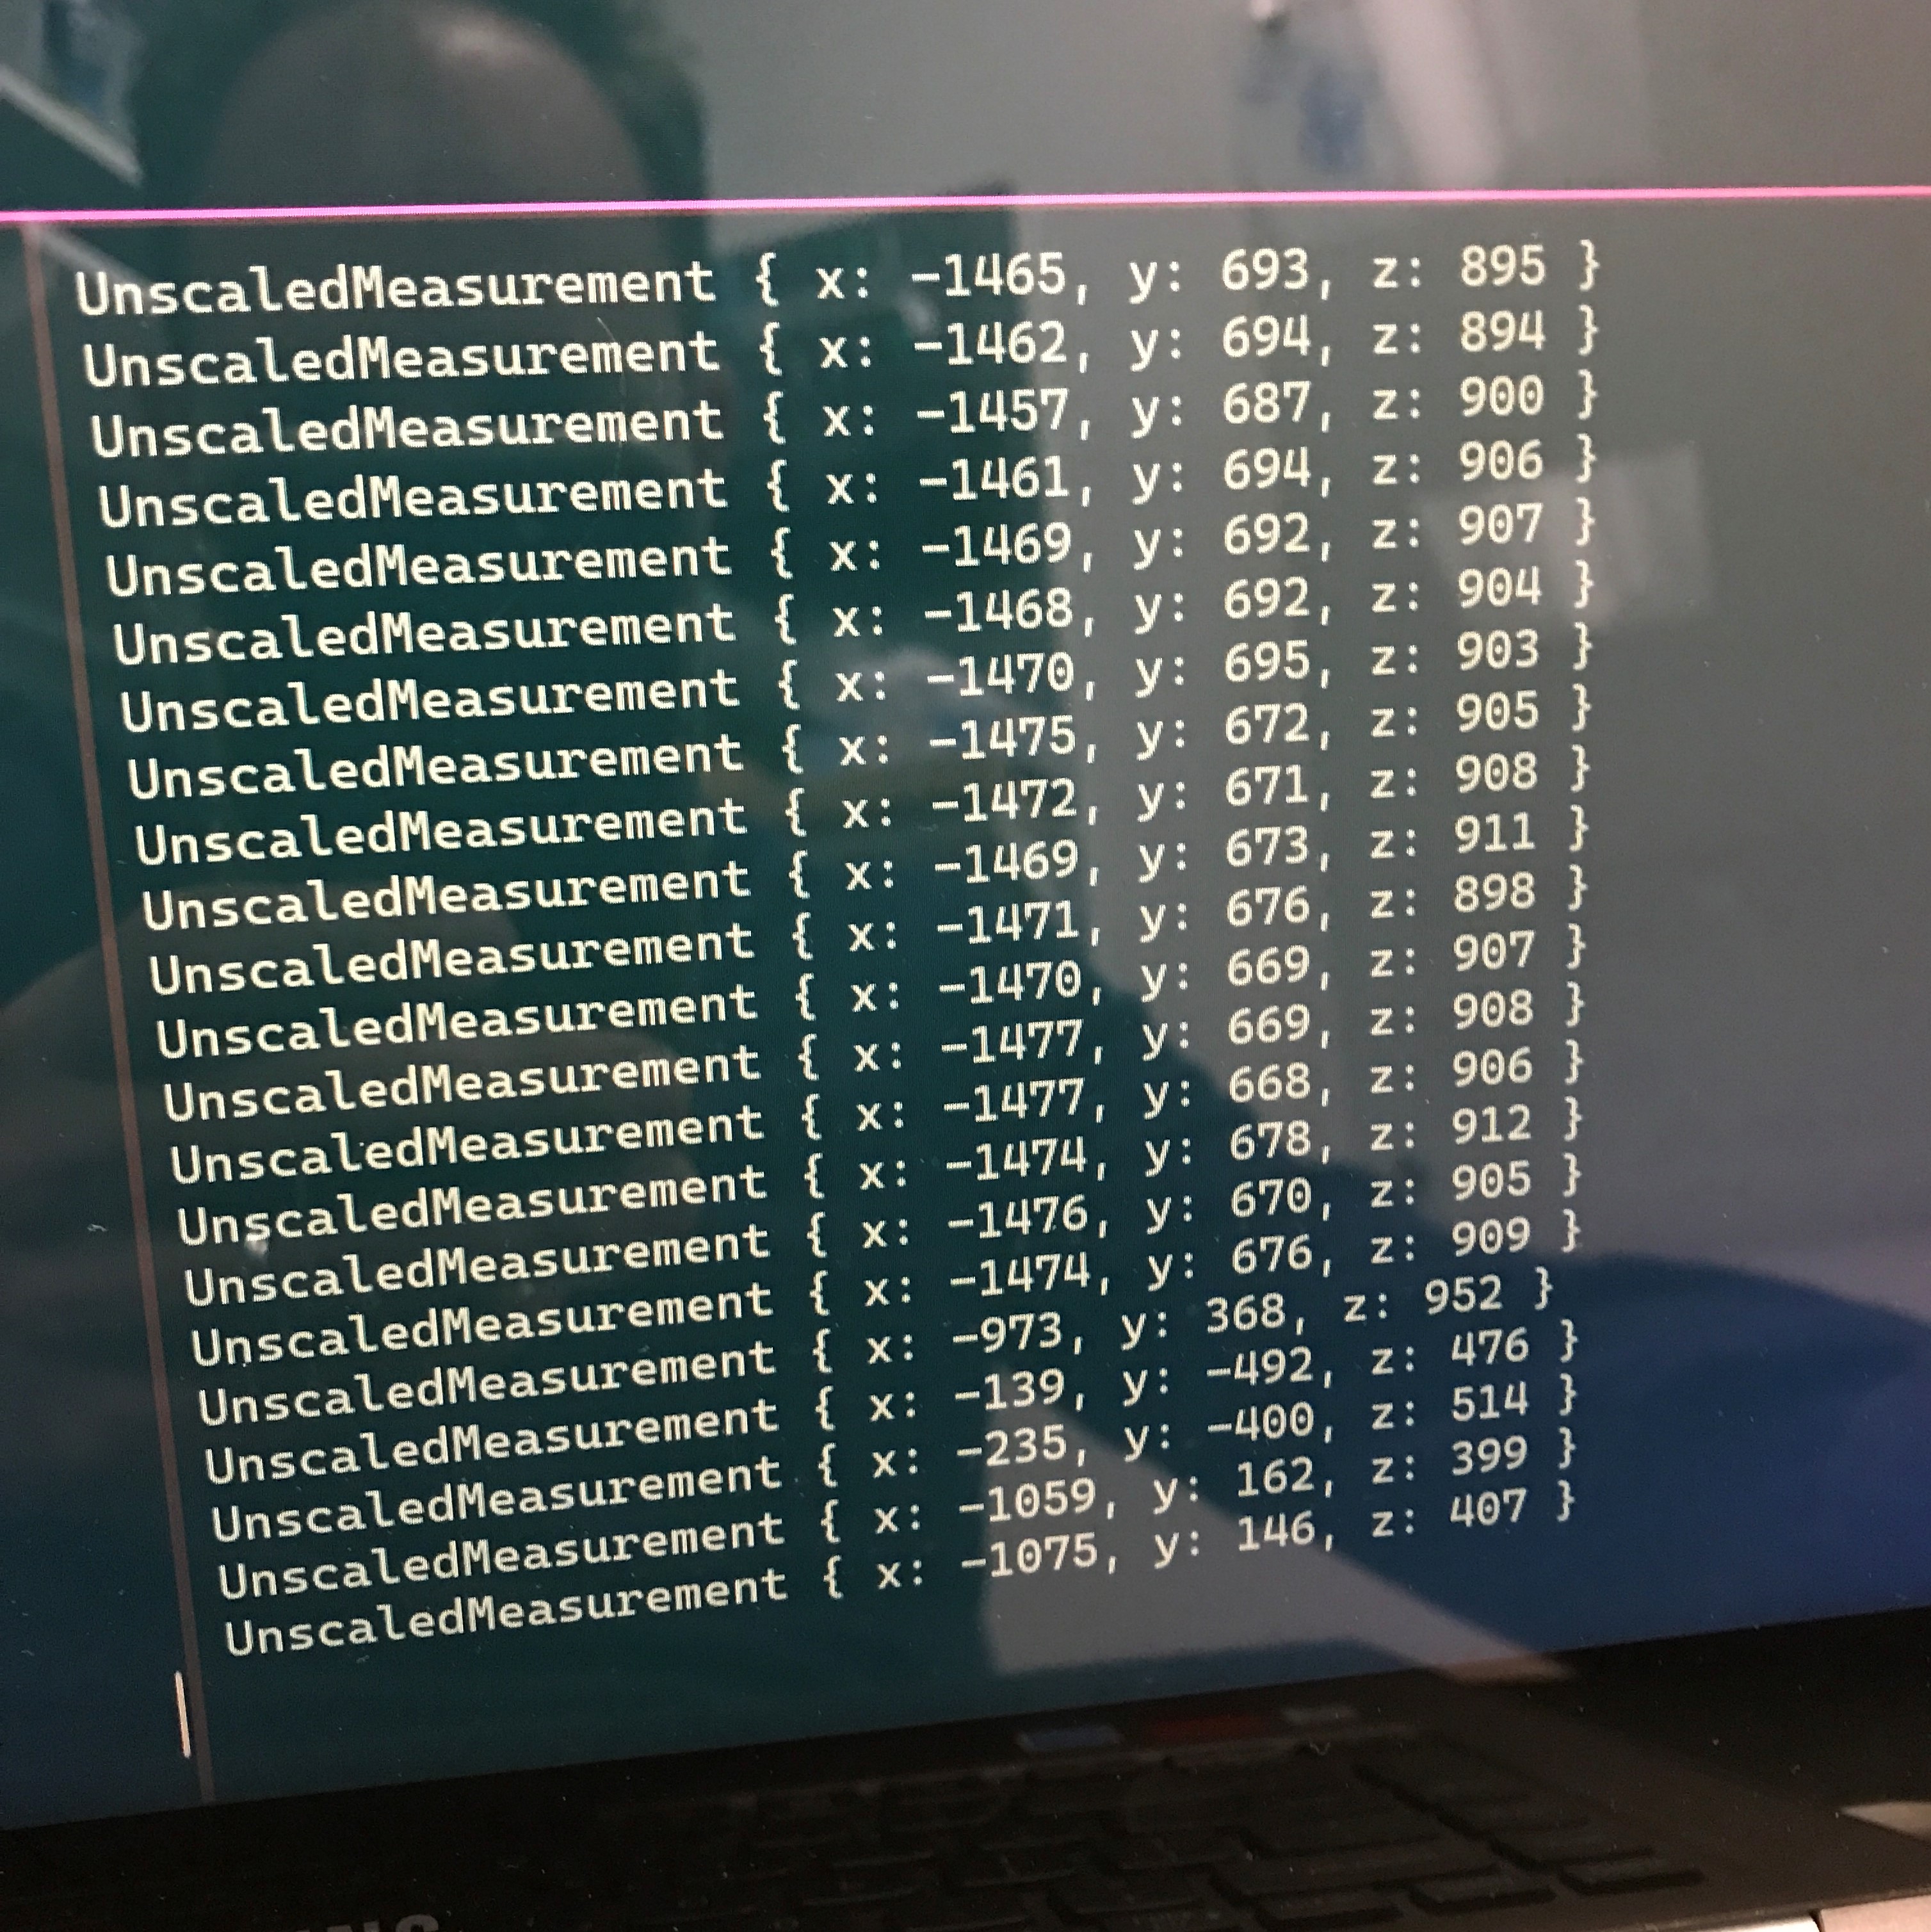 UnscaledMeasurement { x: -1465, y: 693, z: 895 }
UnscaledMeasurement { x: -1462, y: 694, z: 894 }
UnscaledMeasurement { x: -1457, y: 687, z: 900 }
UnscaledMeasurement { x: -1461, y: 694, z: 906 }
UnscaledMeasurement { x: -1469, y: 692, z: 907 }
UnscaledMeasurement { x: -1468, y: 692, z: 904 }
UnscaledMeasurement { x: -1470, y: 695, z: 903 }
UnscaledMeasurement { x: -1475, y: 672, z: 905 }
UnscaledMeasurement { x: -1472, y: 671, z: 908 }
UnscaledMeasurement { x: -1469, y: 673, z: 911 }
UnscaledMeasurement { x: -1471, y: 676, z: 898 }
UnscaledMeasurement { x: -1470, y: 669, z: 907 }
UnscaledMeasurement { x: -1477, y: 669, z: 908 }
UnscaledMeasurement { x: -1477, y: 668, z: 906 }
UnscaledMeasurement { x: -1474, y: 678, z: 912 }
UnscaledMeasurement { x: -1476, y: 670, z: 905 }
UnscaledMeasurement { x: -1474, y: 676, z: 909 }
UnscaledMeasurement { x: -973, y: 368, z: 952 }
UnscaledMeasurement { x: -139, y: -492, z: 476 }
UnscaledMeasurement { x: -235, y: -400, z: 514 }
UnscaledMeasurement { x: -1059, y: 162, z: 399 }
UnscaledMeasurement { x: -1075, y: 146, z: 407 }